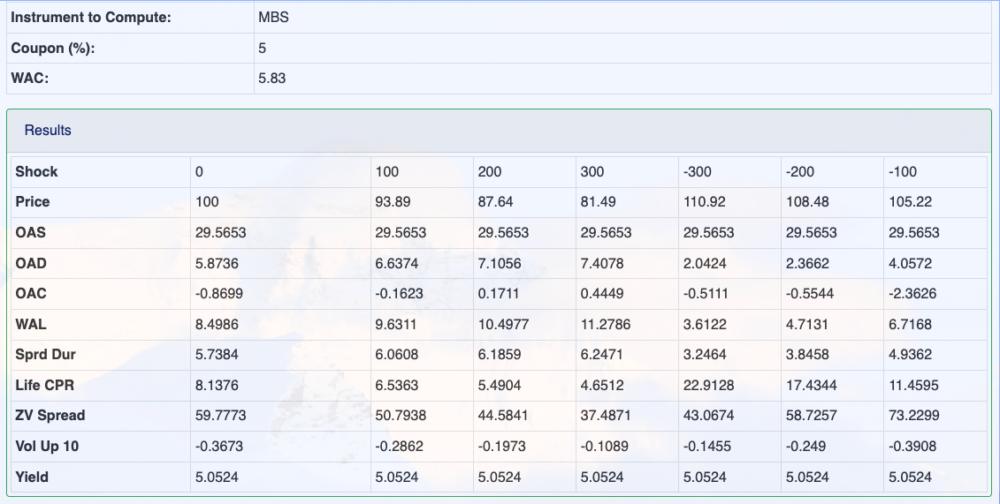 Instrument to Compute: MBS
Coupon (%): 5
WAC: 5.83
Results
Shock 0 100 200 300 -300 -200 -100
Price 100 93.89 87.64 81.49 110.92 108.48 105.22
OAS 29.5653 29.5653 29.5653 29.5653 29.5653 29.5653 29.5653
OAD 5.8736 6.6374 7.1056 7.4078 2.0424 2.3662 4.0572
OAC -0.8699 -0.1623 0.1711 0.4449 -0.5111 -0.5544 -2.3626
WAL 8.4986 9.6311 10.4977 11.2786 3.6122 4.7131 6.7168
Sprd Dur 5.7384 6.0608 6.1859 6.2471 3.2464 3.8458 4.9362
Life CPR 8.1376 6.5363 5.4904 4.6512 22.9128 17.4344 11.4595
ZV Spread 59.7773 50.7938 44.5841 37.4871 43.0674 58.7257 73.2299
Vol Up 10 -0.3673 -0.2862 -0.1973 -0.1089 -0.1455 -0.249 -0.3908
Yield 5.0524 5.0524 5.0524 5.0524 5.0524 5.0524 5.0524